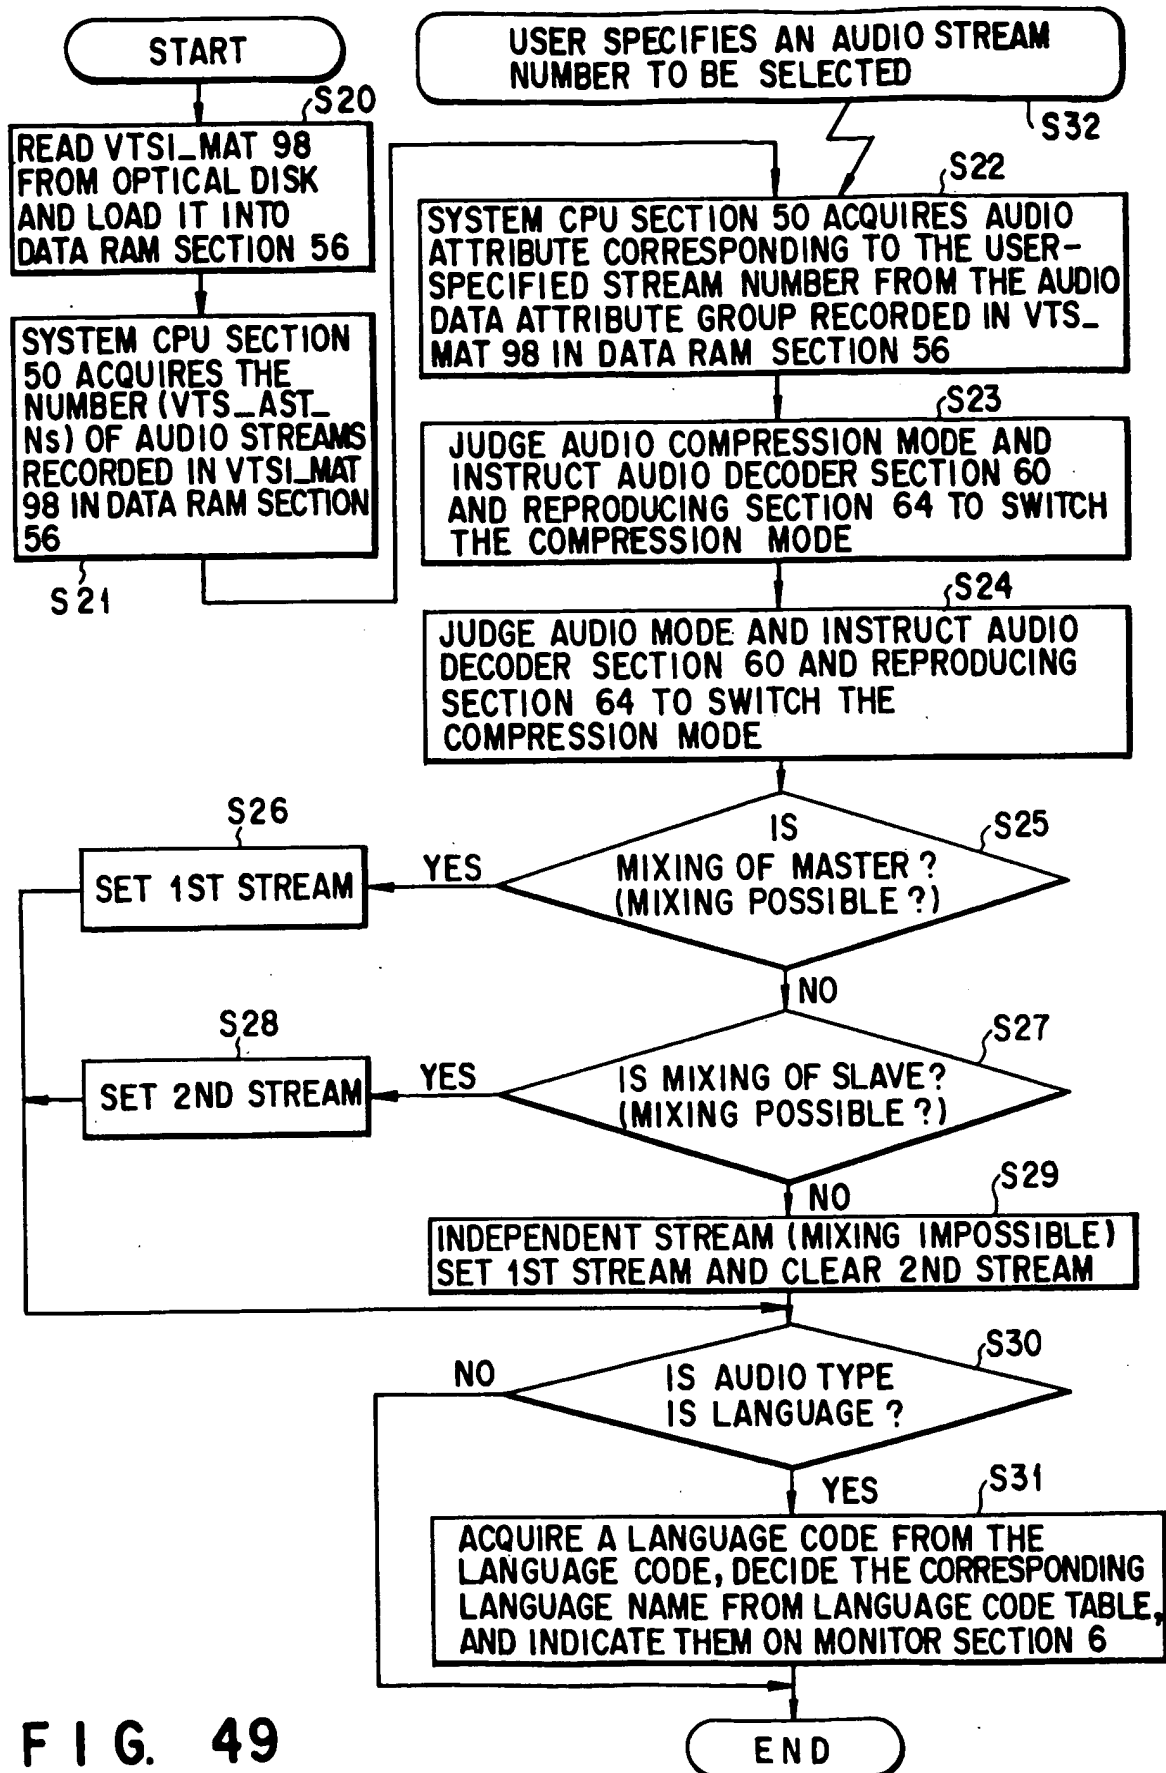 START
S20
READ VTSI_MAT 98
FROM OPTICAL DISK
AND LOAD IT INTO
DATA RAM SECTION 56
SYSTEM CPU SECTION
50 ACQUIRES THE
NUMBER (VTS_AST_
Ns) OF AUDIO STREAMS
RECORDED IN VTSI_MAT
98 IN DATA RAM SECTION
56
S21
USER SPECIFIES AN AUDIO STREAM
NUMBER TO BE SELECTED
S32
S22
SYSTEM CPU SECTION 50 ACQUIRES AUDIO
ATTRIBUTE CORRESPONDING TO THE USER-
SPECIFIED STREAM NUMBER FROM THE AUDIO
DATA ATTRIBUTE GROUP RECORDED IN VTS_
MAT 98 IN DATA RAM SECTION 56
S23
JUDGE AUDIO COMPRESSION MODE AND
INSTRUCT AUDIO DECODER SECTION 60
AND REPRODUCING SECTION 64 TO SWITCH
THE COMPRESSION MODE
S24
JUDGE AUDIO MODE AND INSTRUCT AUDIO
DECODER SECTION 60 AND REPRODUCING
SECTION 64 TO SWITCH THE
COMPRESSION MODE
S25
IS
MIXING OF MASTER ?
(MIXING POSSIBLE ?)
YES
S26
SET 1ST STREAM
NO
S27
IS MIXING OF SLAVE?
(MIXING POSSIBLE ?)
YES
S28
SET 2ND STREAM
NO
S29
INDEPENDENT STREAM (MIXING IMPOSSIBLE)
SET 1ST STREAM AND CLEAR 2ND STREAM
S30
IS AUDIO TYPE
IS LANGUAGE ?
NO
YES
S31
ACQUIRE A LANGUAGE CODE FROM THE
LANGUAGE CODE, DECIDE THE CORRESPONDING
LANGUAGE NAME FROM LANGUAGE CODE TABLE,
AND INDICATE THEM ON MONITOR SECTION 6
END
FIG. 49